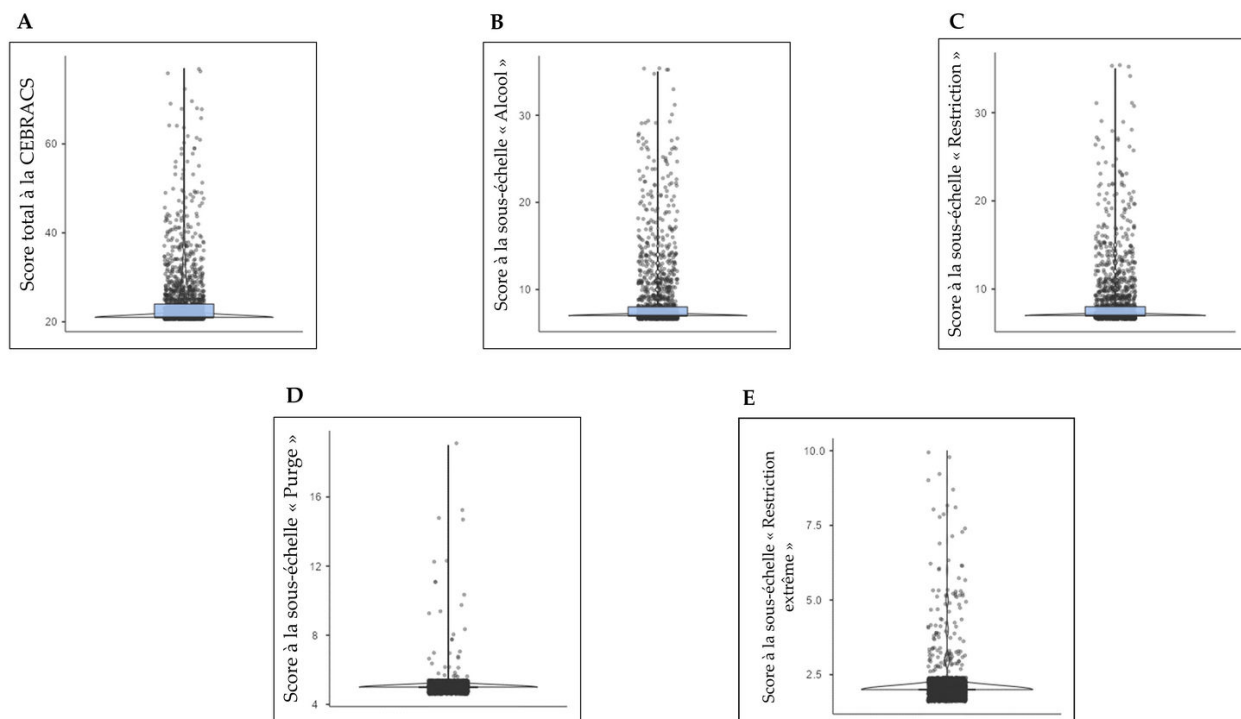 A
B
C
Score total à la CEBRACS
60
40
20
Score à la sous-échelle « Alcool »
30
20
10
Score à la sous-échelle « Restriction »
30
20
10
D
E
Score à la sous-échelle « Purge »
16
12
8
4
Score à la sous-échelle « Restriction
extrême »
10.0
7.5
5.0
2.5